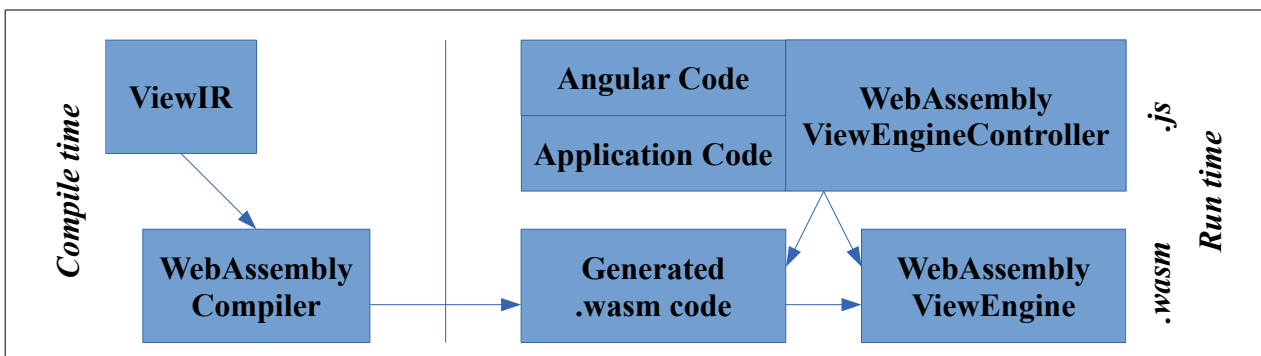 Compile time
ViewIR
WebAssembly
Compiler
Angular Code
Application Code
WebAssembly
ViewEngineController
Generated
.wasm code
WebAssembly
ViewEngine
.js
.wasm
Run time